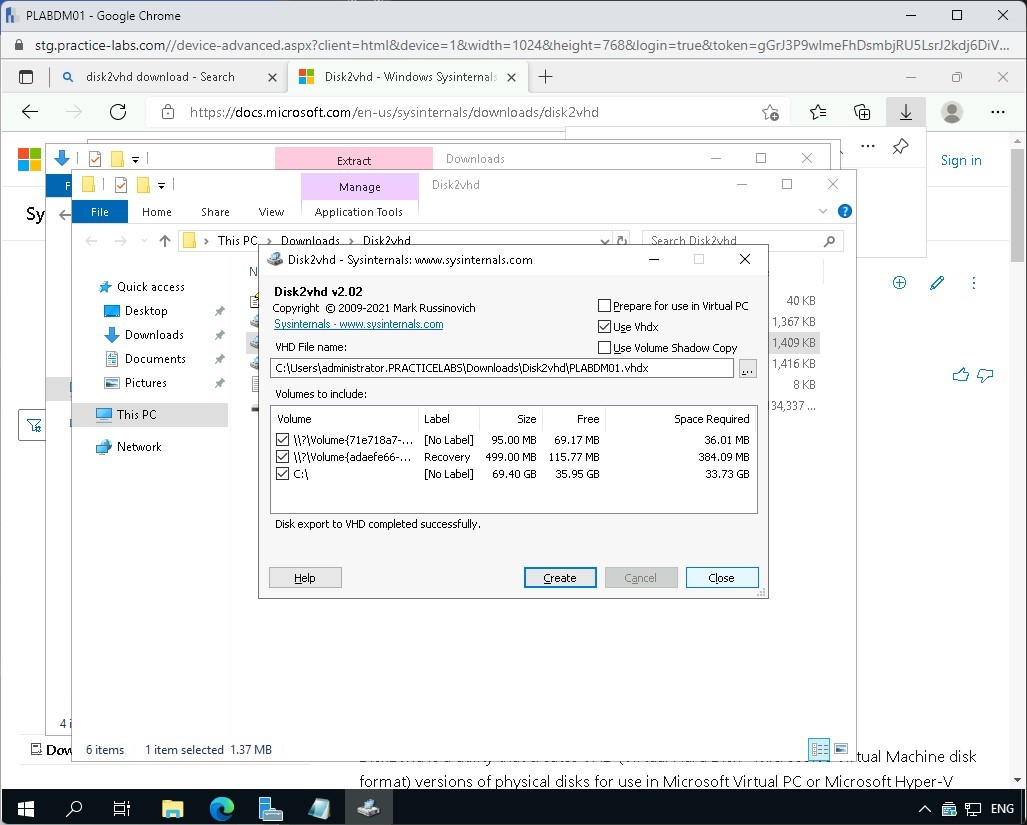 PLABDM01 - Google Chrome
stg.practice-labs.com//device-advanced.aspx?client=html&device=1&width=1024&height=768&login=true&token=gGrJ3P9wImeFhDsmbjRU5LsrJ2kdj6DiV...
disk2vhd download - Search
Disk2vhd - Windows Sysinternals
https://docs.microsoft.com/en-us/sysinternals/downloads/disk2vhd
Extract
Downloads
Sign in
Manage
Disk2vhd
Sy
F
File
Home
Share
View
Application Tools
This PC > Downloads > Disk2vhd
Search Disk2vhd
Disk2vhd - Sysinternals: www.sysinternals.com
Quick access
Desktop
Downloads
Documents
Pictures
This PC
Network
N
40 KB
1,367 KB
1,409 KB
1,416 KB
8 KB
34,337 ...
Disk2vhd v2.02
Copyright © 2009-2021 Mark Russinovich
Sysinternals - www.sysinternals.com
Prepare for use in Virtual PC
Use Vhdx
Use Volume Shadow Copy
VHD File name:
C:\Users\administrator.PRACTICELABS\Downloads\Disk2vhd\PLABDM01.vhdx
...
Volumes to include:
Volume Label Size Free Space Required
\\?\Volume{71e718a7-... [No Label] 95.00 MB 69.17 MB 36.01 MB
\\?\Volume{adaefe66-... Recovery 499.00 MB 115.77 MB 384.09 MB
C:\ [No Label] 69.40 GB 35.95 GB 33.73 GB
Disk export to VHD completed successfully.
Help
Create
Cancel
Close
4 i
Dow
6 items
1 item selected 1.37 MB
tual Machine disk
format) versions of physical disks for use in Microsoft Virtual PC or Microsoft Hyper-V
ENG